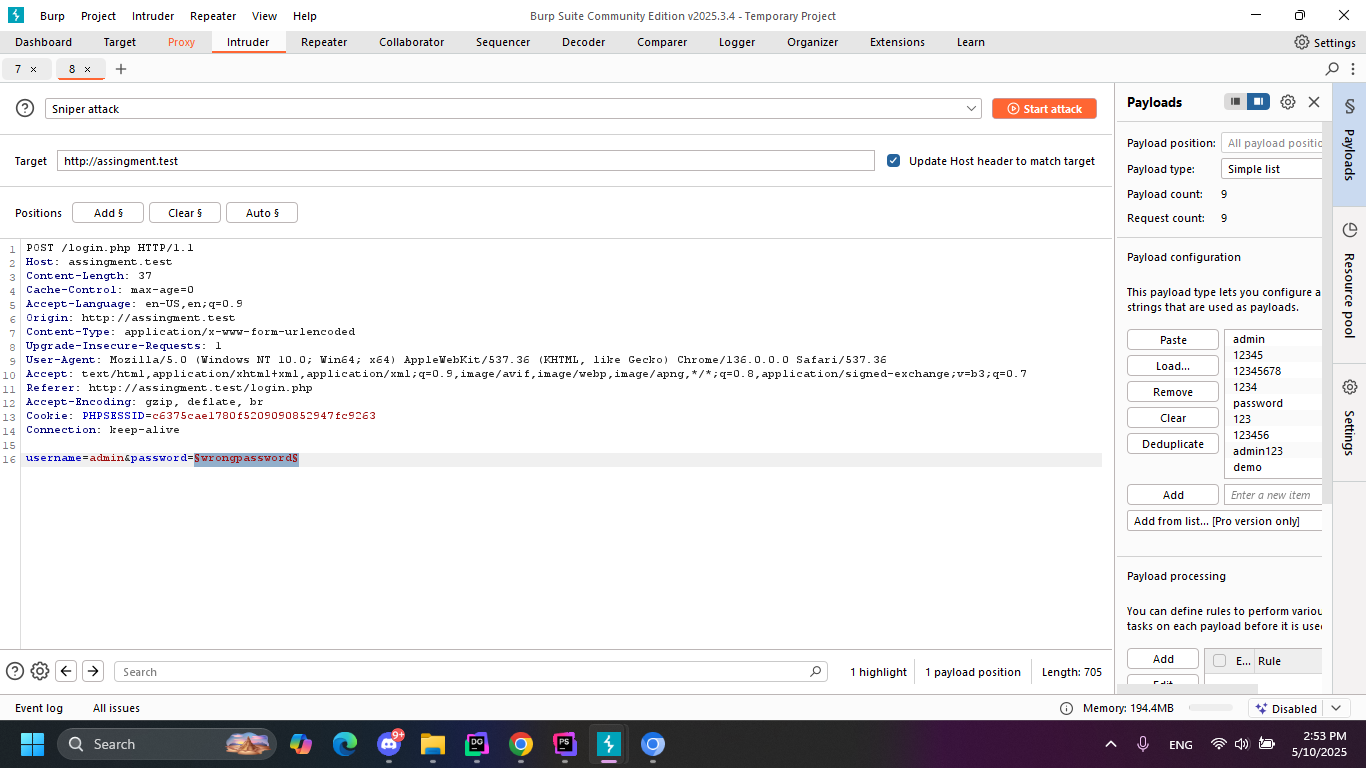 Burp Project Intruder Repeater View Help Burp Suite Community Edition v2025.3.4 - Temporary Project
Dashboard Target Proxy Intruder Repeater Collaborator Sequencer Decoder Comparer Logger Organizer Extensions Learn Settings
7 × 8 × +
Sniper attack Start attack
Target http://assingment.test Update Host header to match target
Positions Add § Clear § Auto §
1 POST /login.php HTTP/1.1
2 Host: assingment.test
3 Content-Length: 37
4 Cache-Control: max-age=0
5 Accept-Language: en-US,en;q=0.9
6 Origin: http://assingment.test
7 Content-Type: application/x-www-form-urlencoded
8 Upgrade-Insecure-Requests: 1
9 User-Agent: Mozilla/5.0 (Windows NT 10.0; Win64; x64) AppleWebKit/537.36 (KHTML, like Gecko) Chrome/136.0.0.0 Safari/537.36
10 Accept: text/html,application/xhtml+xml,application/xml;q=0.9,image/avif,image/webp,image/apng,*/*;q=0.8,application/signed-exchange;v=b3;q=0.7
11 Referer: http://assingment.test/login.php
12 Accept-Encoding: gzip, deflate, br
13 Cookie: PHPSESSID=c6375cae1780f5209090852947fc9263
14 Connection: keep-alive
15
16 username=admin&password=§wrongpassword§
Search 1 highlight 1 payload position Length: 705
Payloads
Payload position: All payload positic
Payload type: Simple list
Payload count: 9
Request count: 9
Payload configuration
This payload type lets you configure a
strings that are used as payloads.
Paste
Load...
Remove
Clear
Deduplicate
admin
12345
12345678
1234
password
123
123456
admin123
demo
Add Enter a new item
Add from list... [Pro version only]
Payload processing
You can define rules to perform variou
tasks on each payload before it is use
Add E... Rule
Edit
§ Payloads
Resource pool
Settings
Event log All issues Memory: 194.4MB Disabled
Search 9+ DG PS ENG 2:53 PM
5/10/2025